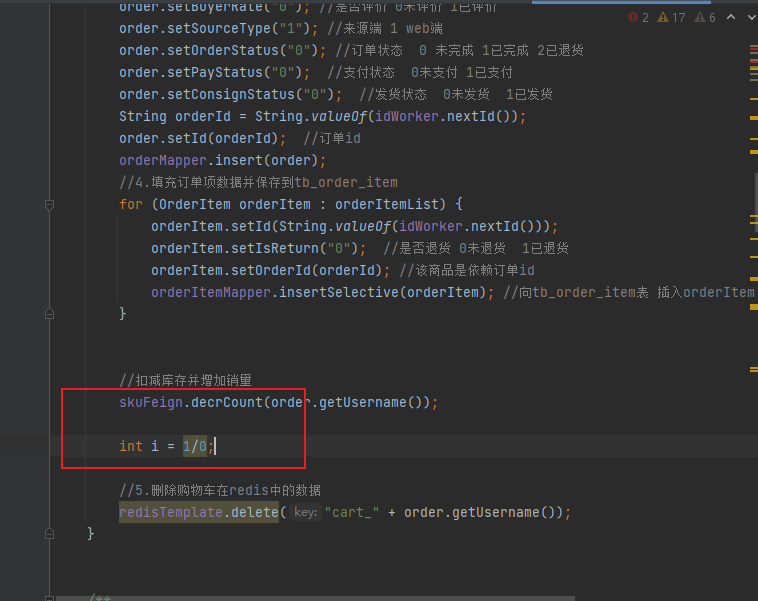 order.setBuyerRate("0"); //是否评价 0未评价 1已评价
2 17 6
order.setSourceType("1"); //来源端 1 web端
order.setOrderStatus("0"); //订单状态 0 未完成 1已完成 2已退货
order.setPayStatus("0"); //支付状态 0未支付 1已支付
order.setConsignStatus("0"); //发货状态 0未发货 1已发货
String orderId = String.valueOf(idWorker.nextId());
order.setId(orderId); //订单id
orderMapper.insert(order);
//4.填充订单项数据并保存到tb_order_item
for (OrderItem orderItem : orderItemList) {
orderItem.setId(String.valueOf(idWorker.nextId()));
orderItem.setIsReturn("0"); //是否退货 0未退货 1已退货
orderItem.setOrderId(orderId); //该商品是依赖订单id
orderItemMapper.insertSelective(orderItem); //向tb_order_item表 插入orderItem
}
//扣减库存并增加销量
skuFeign.decrCount(order.getUsername());
int i = 1/0;
//5.删除购物车在redis中的数据
redisTemplate.delete( key: "cart_" + order.getUsername());
}
/**